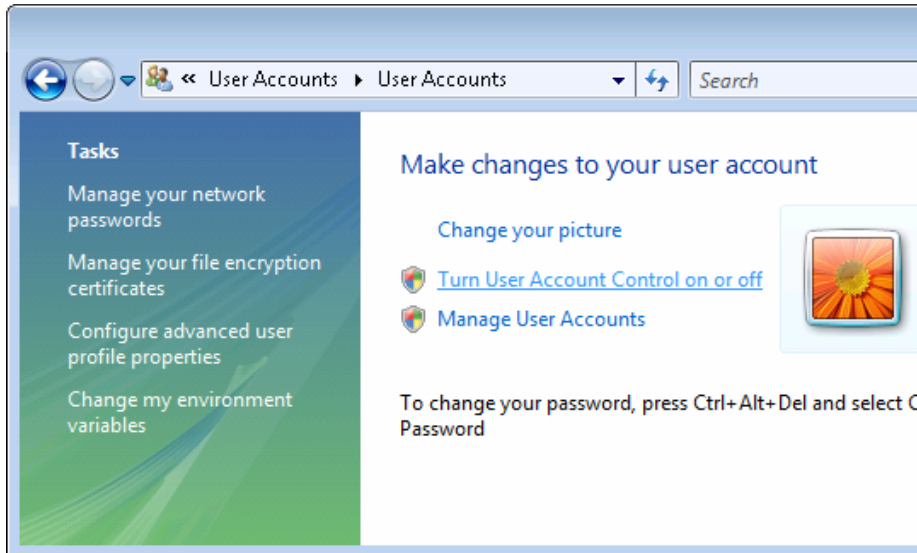 « User Accounts ▸ User Accounts
Search
Tasks
Manage your network
passwords
Manage your file encryption
certificates
Configure advanced user
profile properties
Change my environment
variables
Make changes to your user account
Change your picture
Turn User Account Control on or off
Manage User Accounts
To change your password, press Ctrl+Alt+Del and select
Password